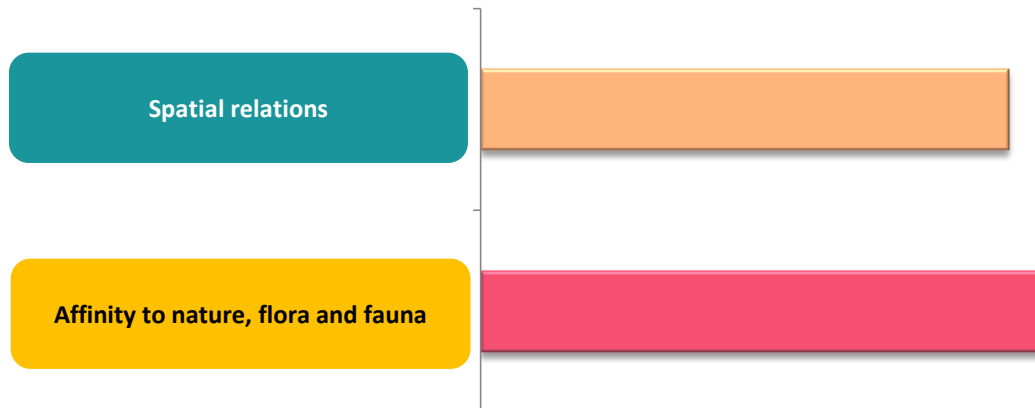 Spatial relations
Affinity to nature, flora and fauna